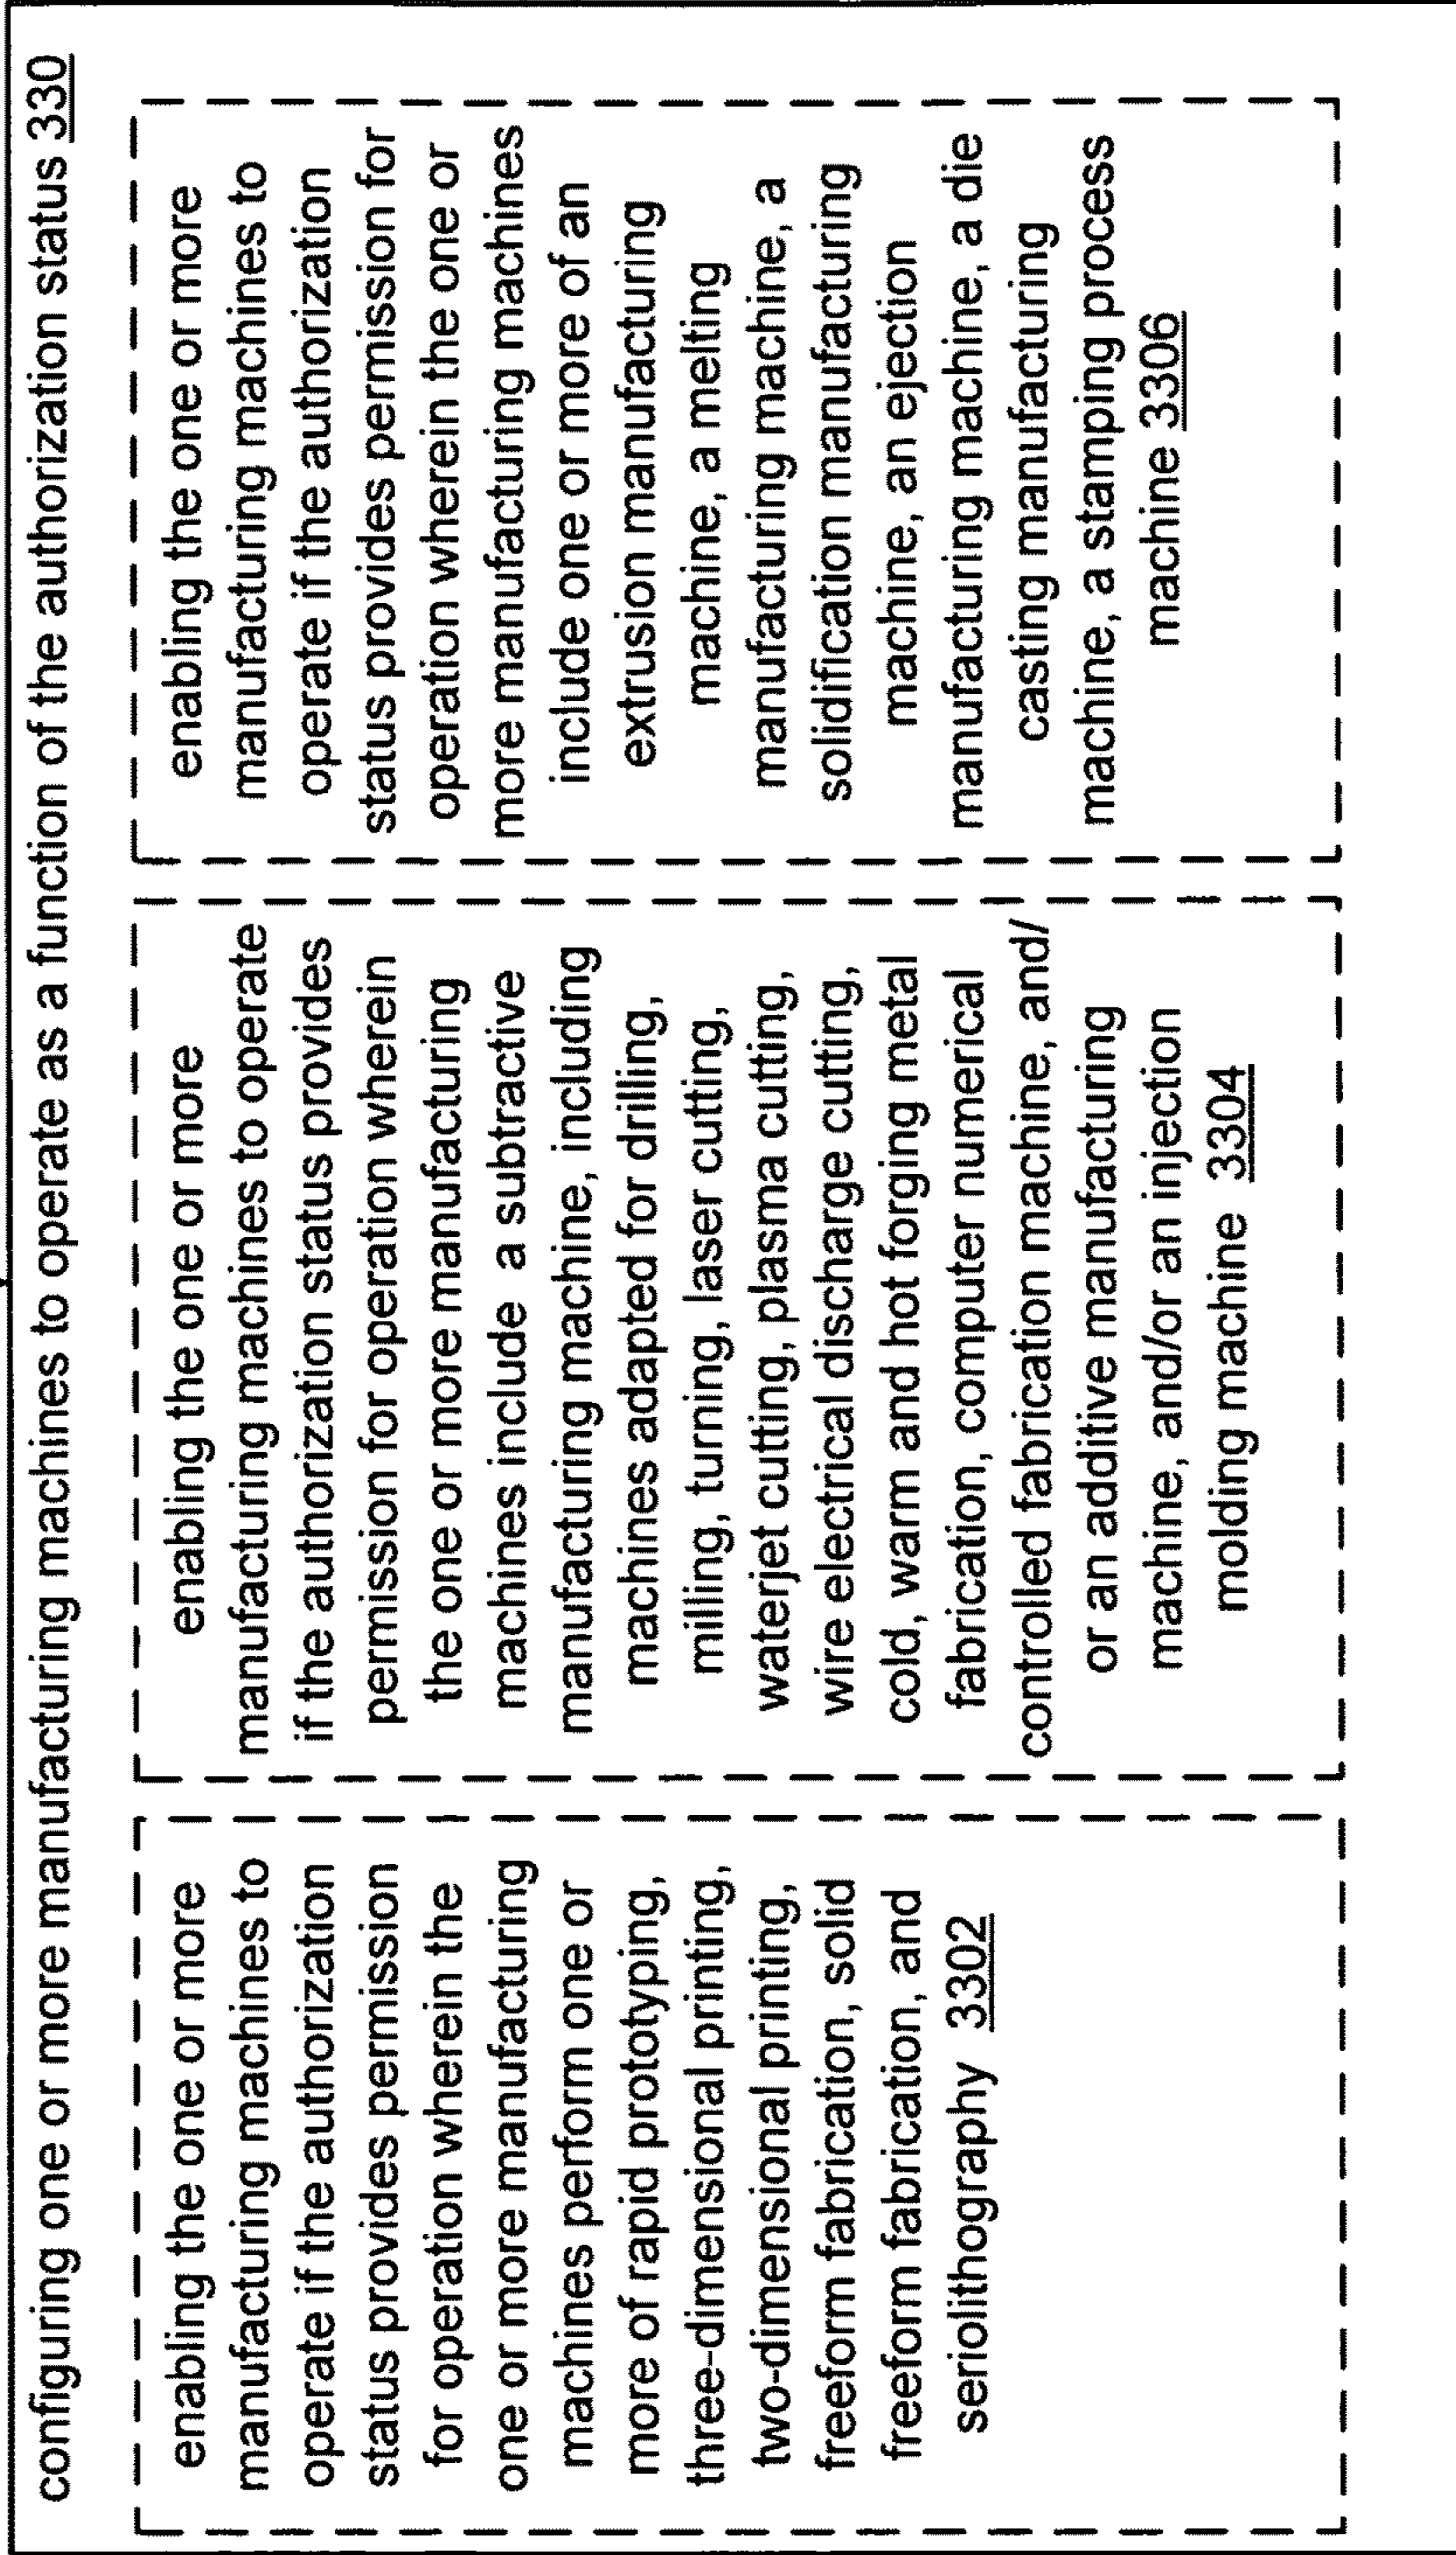 configuring one or more manufacturing machines to operate as a function of the authorization status 330
enabling the one or more
manufacturing machines to
operate if the authorization
status provides permission
for operation wherein the
one or more manufacturing
machines perform one or
more of rapid prototyping,
three-dimensional printing,
two-dimensional printing,
freeform fabrication, solid
freeform fabrication, and
seriolithography 3302
enabling the one or more
manufacturing machines to operate
if the authorization status provides
permission for operation wherein
the one or more manufacturing
machines include a subtractive
manufacturing machine, including
machines adapted for drilling,
milling, turning, laser cutting,
waterjet cutting, plasma cutting,
wire electrical discharge cutting,
cold, warm and hot forging metal
fabrication, computer numerical
controlled fabrication machine, and/
or an additive manufacturing
machine, and/or an injection
molding machine 3304
enabling the one or more
manufacturing machines to
operate if the authorization
status provides permission for
operation wherein the one or
more manufacturing machines
include one or more of an
extrusion manufacturing
machine, a melting
manufacturing machine, a
solidification manufacturing
machine, an ejection
manufacturing machine, a die
casting manufacturing
machine, a stamping process
machine 3306